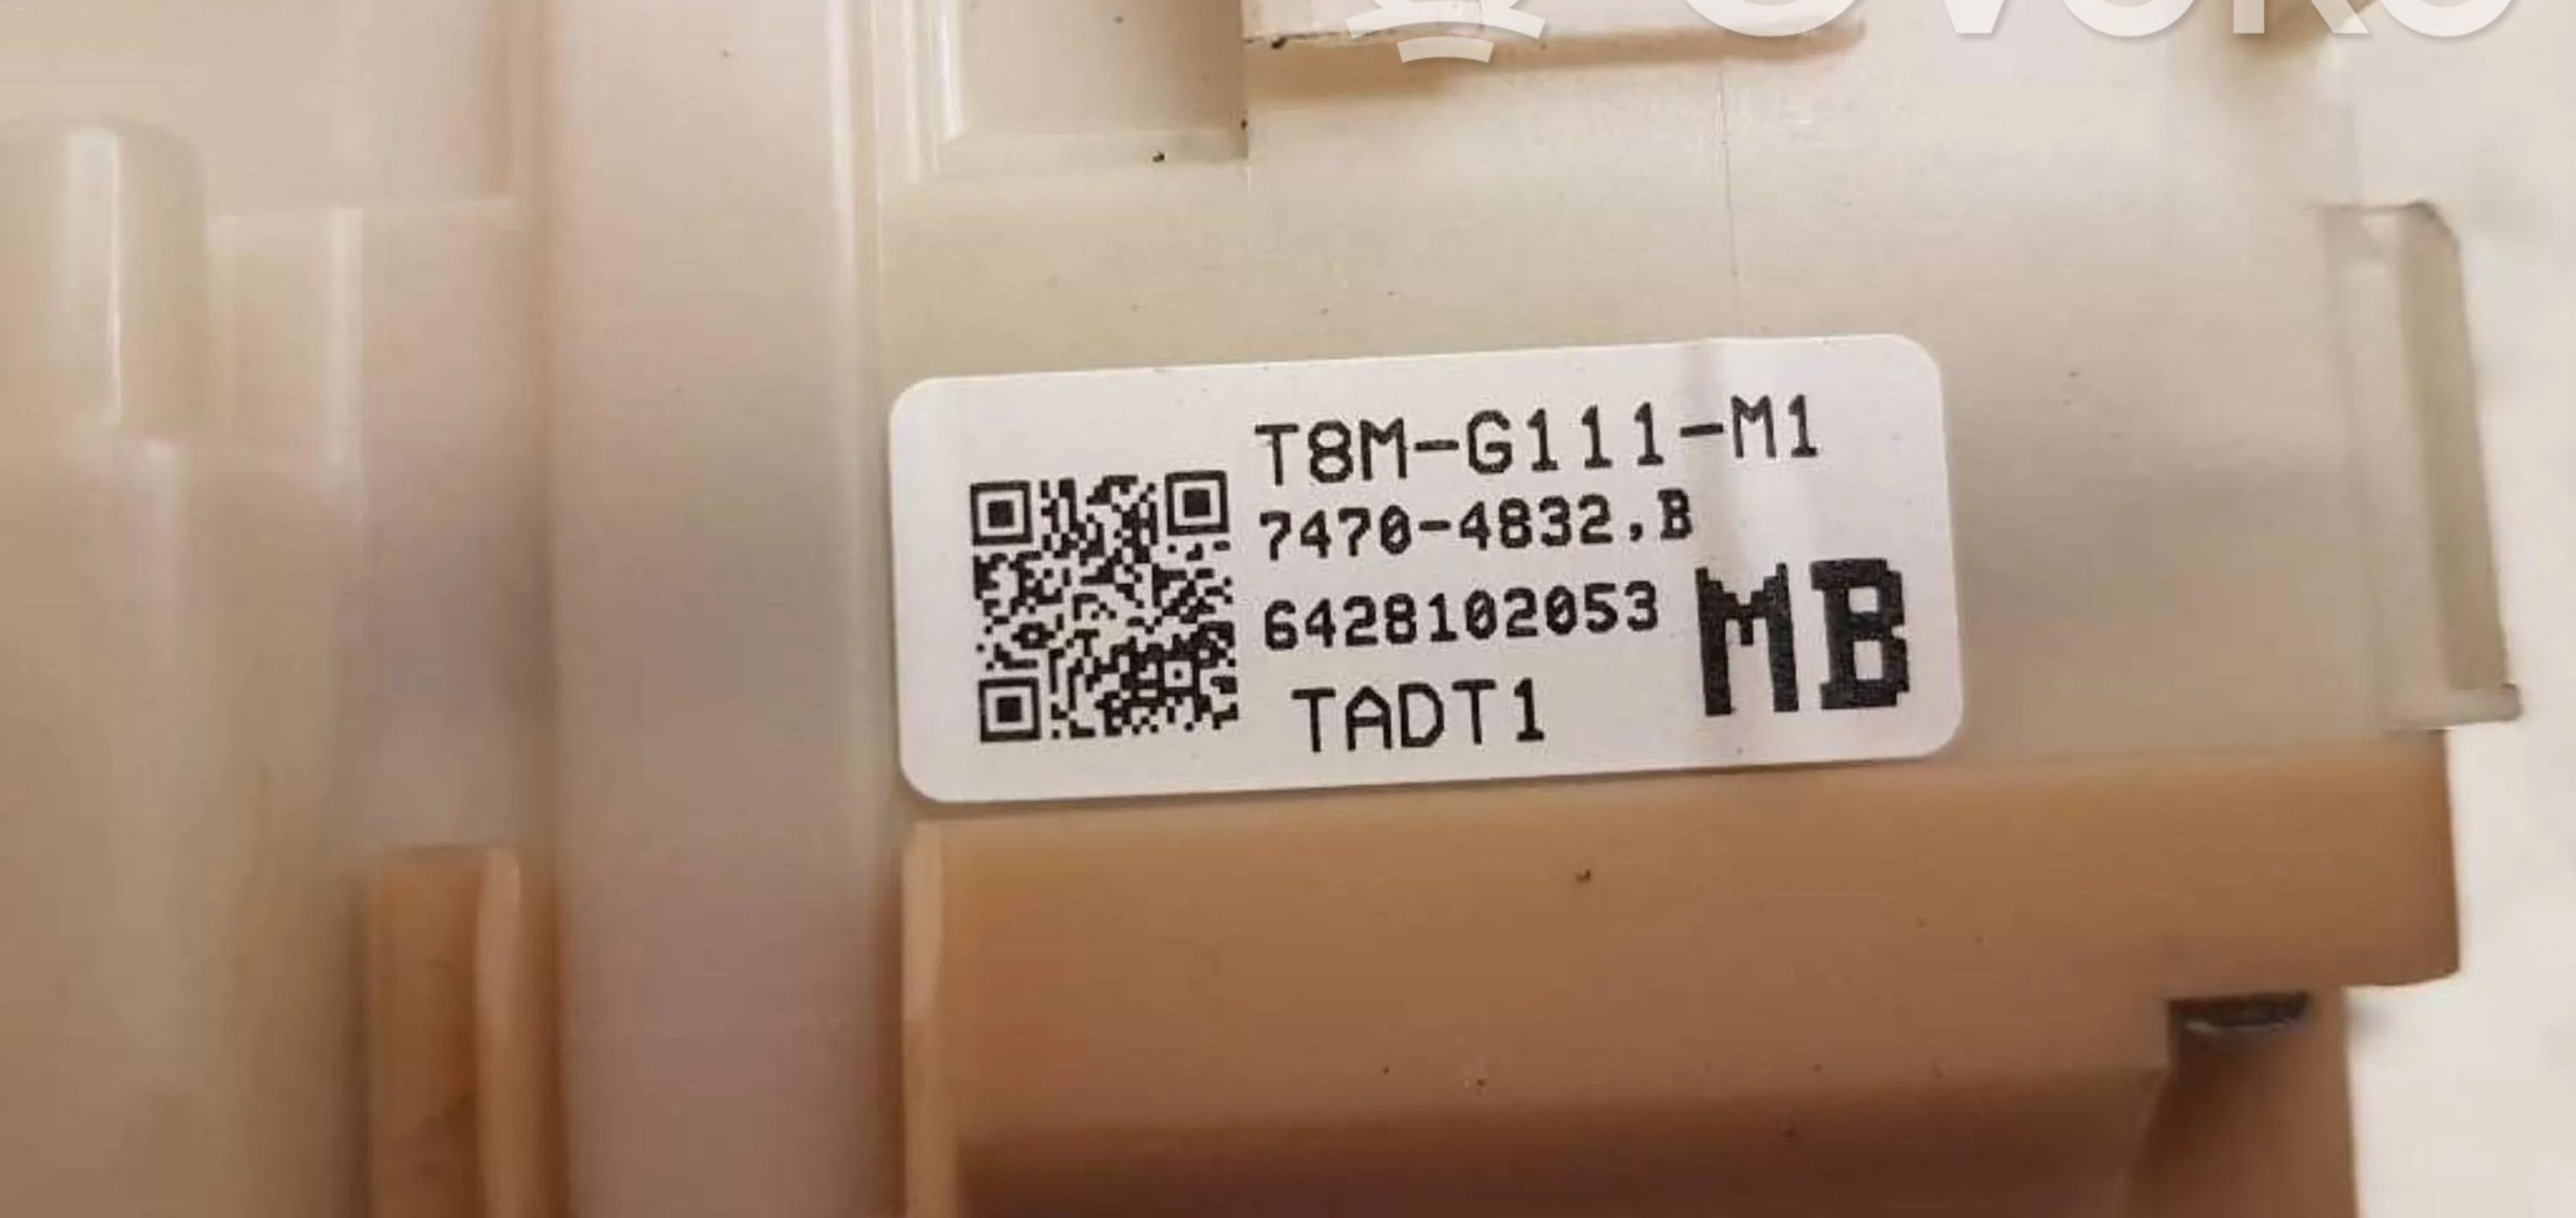 T8M-G111-M1
7470-4832,B
6428102053
MB
TADT1